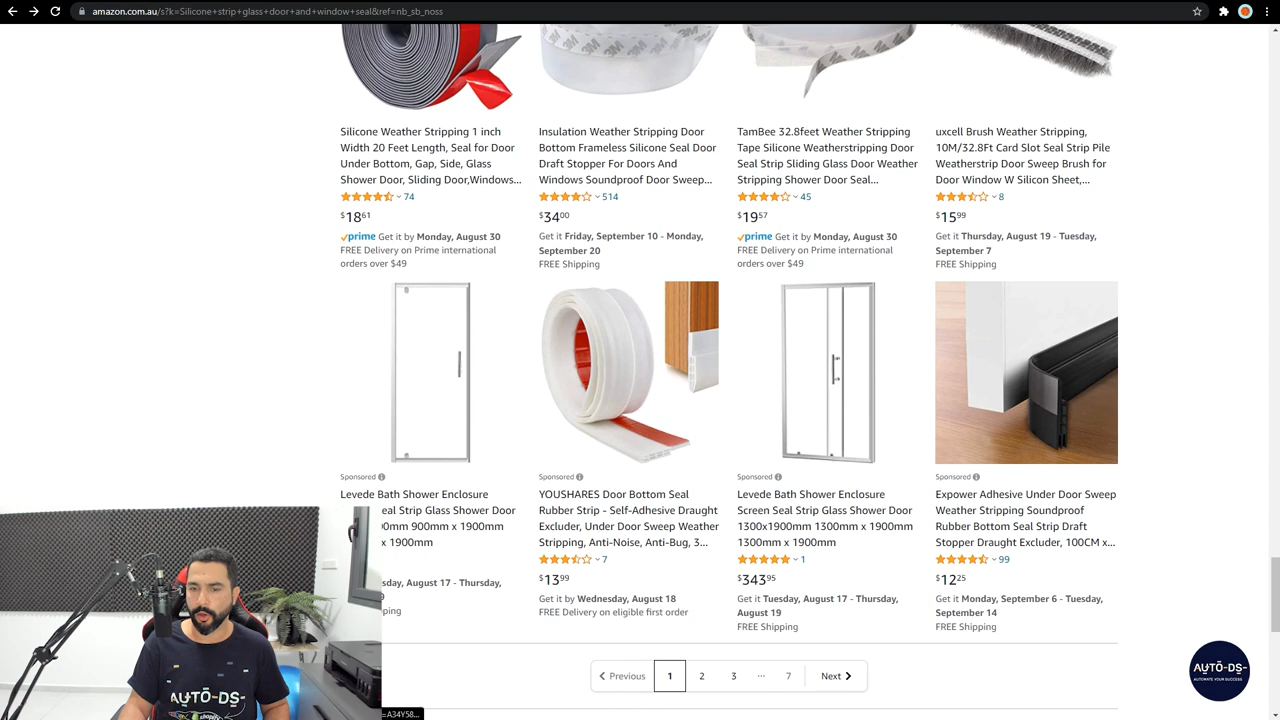 amazon.com.au/s?k=Silicone+strip+glass+door+and+window+seal&ref=nb_sb_noss
Silicone Weather Stripping 1 inch
Width 20 Feet Length, Seal for Door
Under Bottom, Gap, Side, Glass
Shower Door, Sliding Door,Windows...
74
$18 61
prime Get it by Monday, August 30
FREE Delivery on Prime international
orders over $49
Insulation Weather Stripping Door
Bottom Frameless Silicone Seal Door
Draft Stopper For Doors And
Windows Soundproof Door Sweep...
514
$34 00
Get it Friday, September 10 - Monday,
September 20
FREE Shipping
TamBee 32.8feet Weather Stripping
Tape Silicone Weatherstripping Door
Seal Strip Sliding Glass Door Weather
Stripping Shower Door Seal...
45
$19 57
prime Get it by Monday, August 30
FREE Delivery on Prime international
orders over $49
uxcell Brush Weather Stripping,
10M/32.8Ft Card Slot Seal Strip Pile
Weatherstrip Door Sweep Brush for
Door Window W Silicon Sheet,...
8
$15 99
Get it Thursday, August 19 - Tuesday,
September 7
FREE Shipping
Sponsored
Levede Bath Shower Enclosure
eal Strip Glass Shower Door
0mm 900mm x 1900mm
x 1900mm
sday, August 17 - Thursday,
9
pping
Sponsored
YOUSHARES Door Bottom Seal
Rubber Strip - Self-Adhesive Draught
Excluder, Under Door Sweep Weather
Stripping, Anti-Noise, Anti-Bug, 3...
7
$13 99
Get it by Wednesday, August 18
FREE Delivery on eligible first order
Sponsored
Levede Bath Shower Enclosure
Screen Seal Strip Glass Shower Door
1300x1900mm 1300mm x 1900mm
1300mm x 1900mm
1
$343 95
Get it Tuesday, August 17 - Thursday,
August 19
FREE Shipping
Sponsored
Expower Adhesive Under Door Sweep
Weather Stripping Soundproof
Rubber Bottom Seal Strip Draft
Stopper Draught Excluder, 100CM x...
99
$12 25
Get it Monday, September 6 - Tuesday,
September 14
FREE Shipping
Previous 1 2 3 ... 7 Next
=A34Y58...
AUTO-DS-
shopify
AUTO-DS-
AUTOMATE YOUR SUCCESS